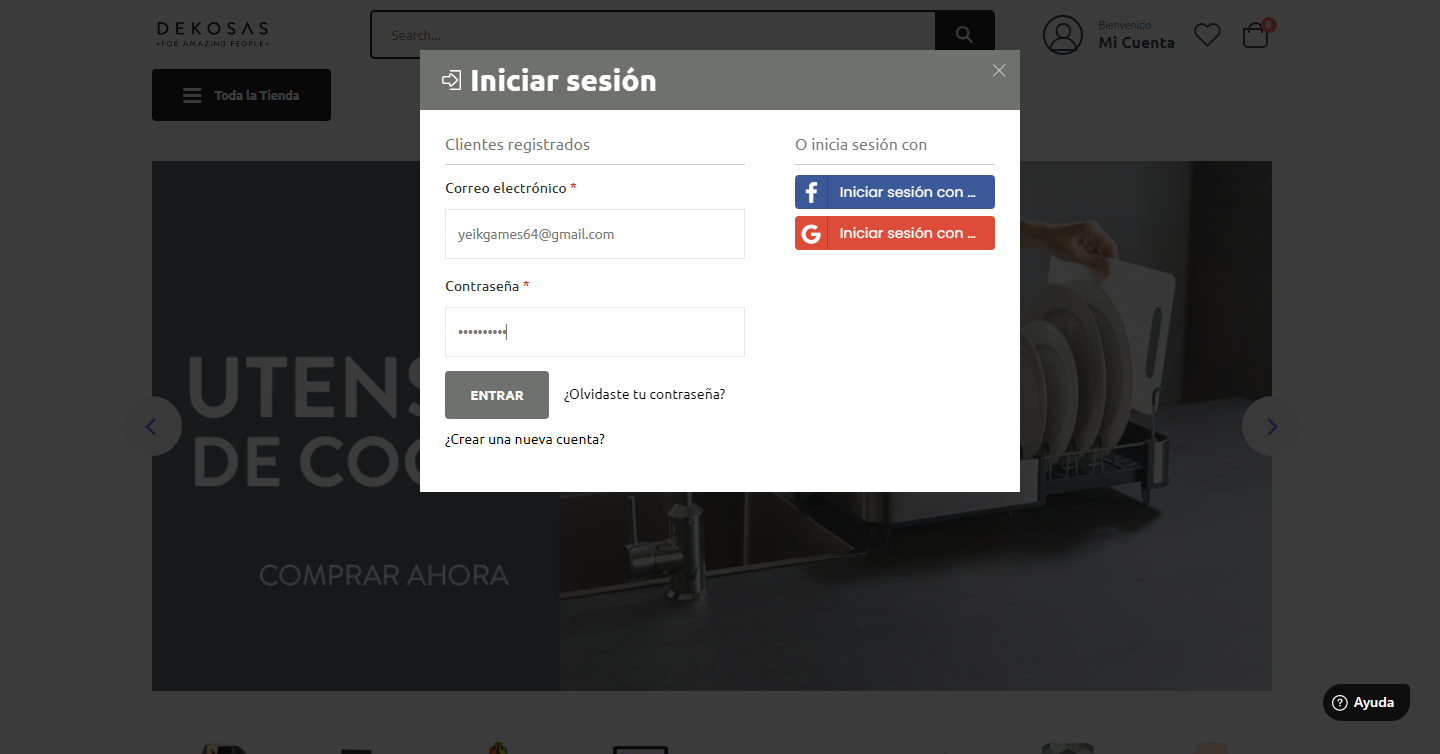 DEKOSAS
•FOR AMAZING PEOPLE•
Search...
Bienvenido
Mi Cuenta
0
Toda la Tienda
Iniciar sesión
Clientes registrados
O inicia sesión con
Correo electrónico *
Iniciar sesión con ...
yeikgames64@gmail.com
Iniciar sesión con ...
Contraseña *
••••••••••
ENTRAR
¿Olvidaste tu contraseña?
¿Crear una nueva cuenta?
UTENS
DE COC
COMPRAR AHORA
Ayuda